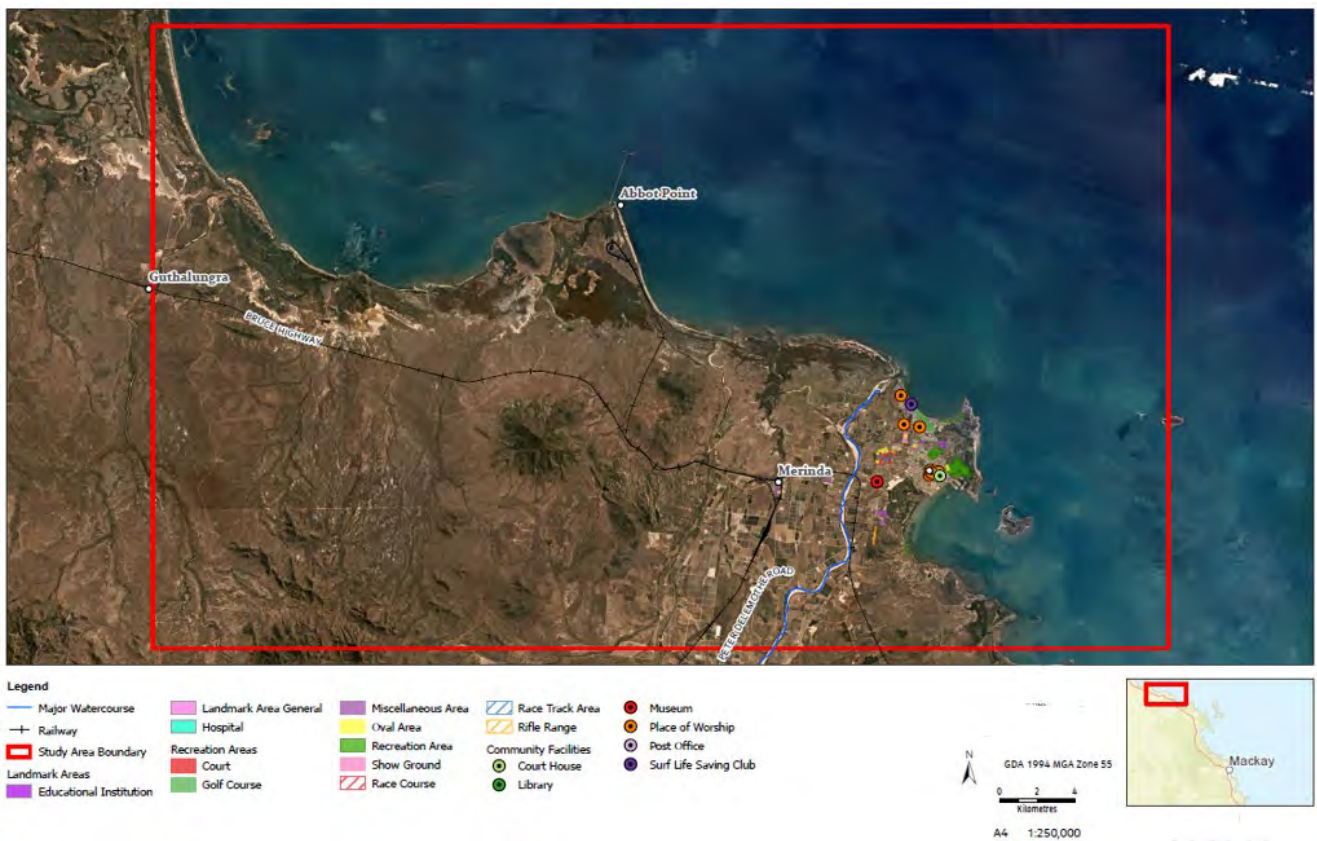 Abbot Point
Guthalungra
BRUCE HIGHWAY
Merinda
PETER DELEMOTHE ROAD
Legend
Major Watercourse
Railway
Study Area Boundary
Landmark Areas
Educational Institution
Landmark Area General
Hospital
Recreation Areas
Court
Golf Course
Miscellaneous Area
Oval Area
Recreation Area
Show Ground
Race Course
Race Track Area
Rifle Range
Community Facilities
Court House
Library
Museum
Place of Worship
Post Office
Surf Life Saving Club
N
GDA 1994 MGA Zone 55
0 2 4
Kilometres
A4 1:250,000
Mackay